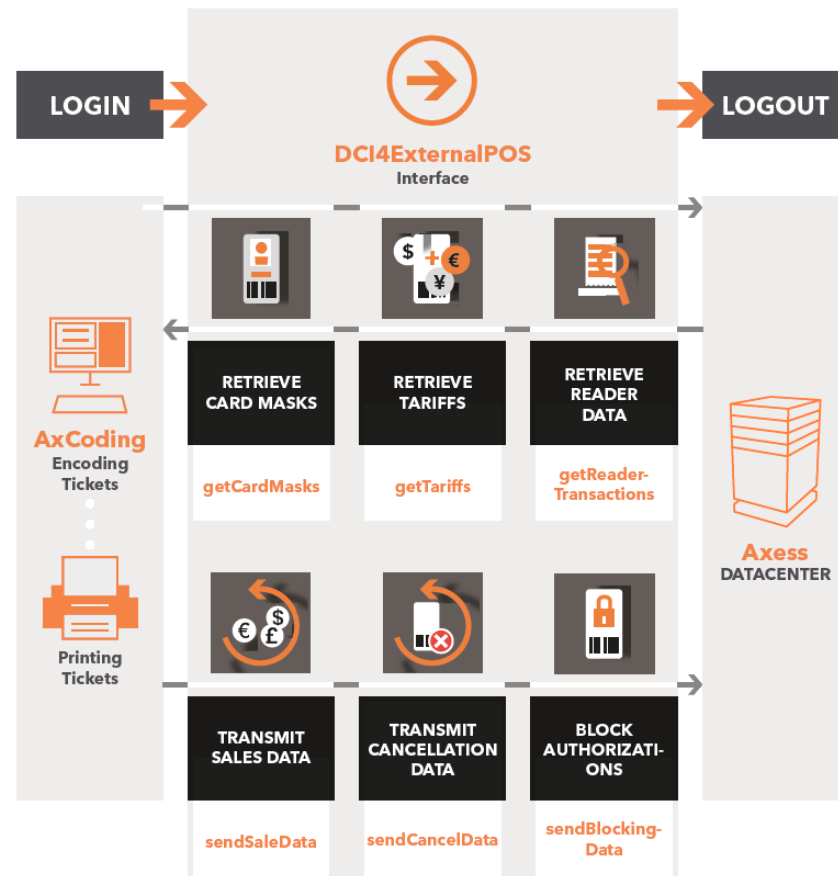 LOGIN
LOGOUT
DCI4ExternalPOS
Interface
$
€
¥
RETRIEVE
CARD MASKS
RETRIEVE
TARIFFS
RETRIEVE
READER
DATA
getCardMasks
getTariffs
getReader-
Transactions
AxCoding
Encoding
Tickets
Printing
Tickets
Axess
DATACENTER
€
$
£
TRANSMIT
SALES DATA
TRANSMIT
CANCELLATION
DATA
BLOCK
AUTHORIZATI-
ONS
sendSaleData
sendCancelData
sendBlocking-
Data